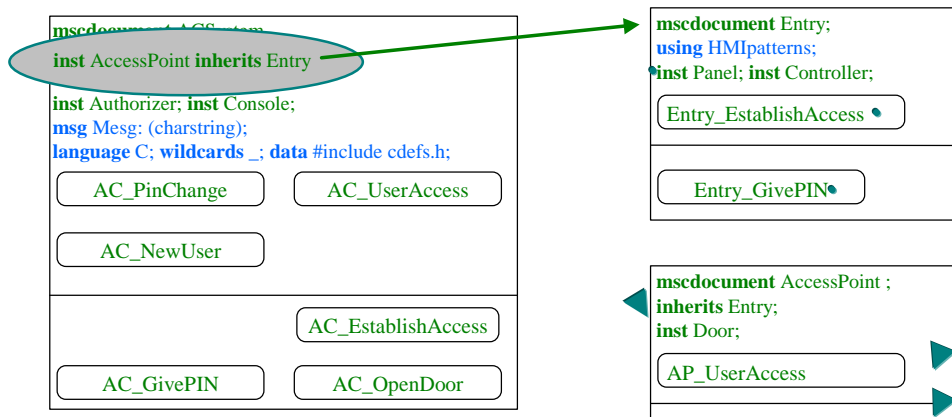 mscdocument ACSystem
inst AccessPoint inherits Entry
inst Authorizer; inst Console;
msg Mesg: (charstring);
language C; wildcards _; data #include cdefs.h;
AC_PinChange
AC_UserAccess
AC_NewUser
AC_EstablishAccess
AC_GivePIN
AC_OpenDoor
mscdocument Entry;
using HMIpatterns;
inst Panel; inst Controller;
Entry_EstablishAccess
Entry_GivePIN
mscdocument AccessPoint ;
inherits Entry;
inst Door;
AP_UserAccess